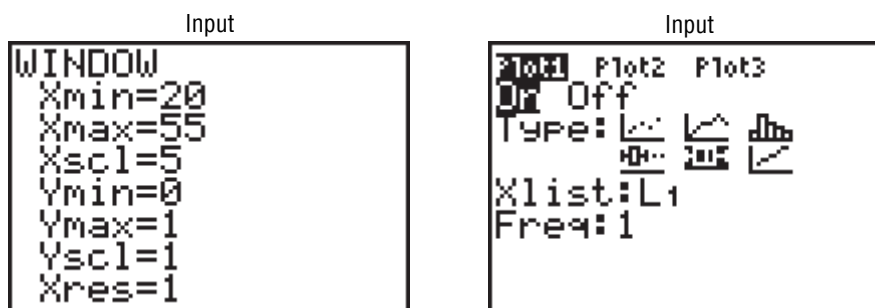 Input
WINDOW
Xmin=20
Xmax=55
Xscl=5
Ymin=0
Ymax=1
Yscl=1
Xres=1
Input
Plot1 Plot2 Plot3
On Off
Type:
Xlist:L₁
Freq:1